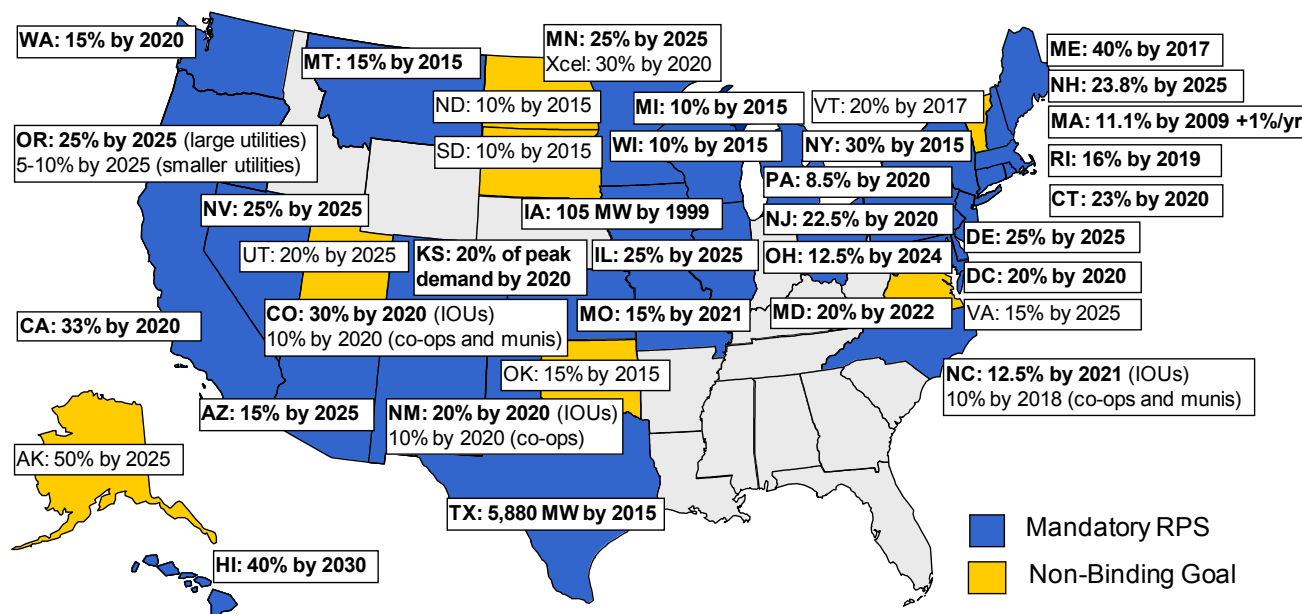 WA: 15% by 2020
MT: 15% by 2015
MN: 25% by 2025
Xcel: 30% by 2020
ME: 40% by 2017
NH: 23.8% by 2025
ND: 10% by 2015
MI: 10% by 2015
VT: 20% by 2017
MA: 11.1% by 2009 +1%/yr
OR: 25% by 2025 (large utilities)
5-10% by 2025 (smaller utilities)
SD: 10% by 2015
WI: 10% by 2015
NY: 30% by 2015
RI: 16% by 2019
PA: 8.5% by 2020
CT: 23% by 2020
NV: 25% by 2025
IA: 105 MW by 1999
NJ: 22.5% by 2020
DE: 25% by 2025
UT: 20% by 2025
KS: 20% of peak
demand by 2020
IL: 25% by 2025
OH: 12.5% by 2024
DC: 20% by 2020
CA: 33% by 2020
CO: 30% by 2020 (IOUs)
10% by 2020 (co-ops and munis)
MO: 15% by 2021
MD: 20% by 2022
VA: 15% by 2025
OK: 15% by 2015
NC: 12.5% by 2021 (IOUs)
10% by 2018 (co-ops and munis)
AZ: 15% by 2025
NM: 20% by 2020 (IOUs)
10% by 2020 (co-ops)
AK: 50% by 2025
TX: 5,880 MW by 2015
HI: 40% by 2030
Mandatory RPS
Non-Binding Goal